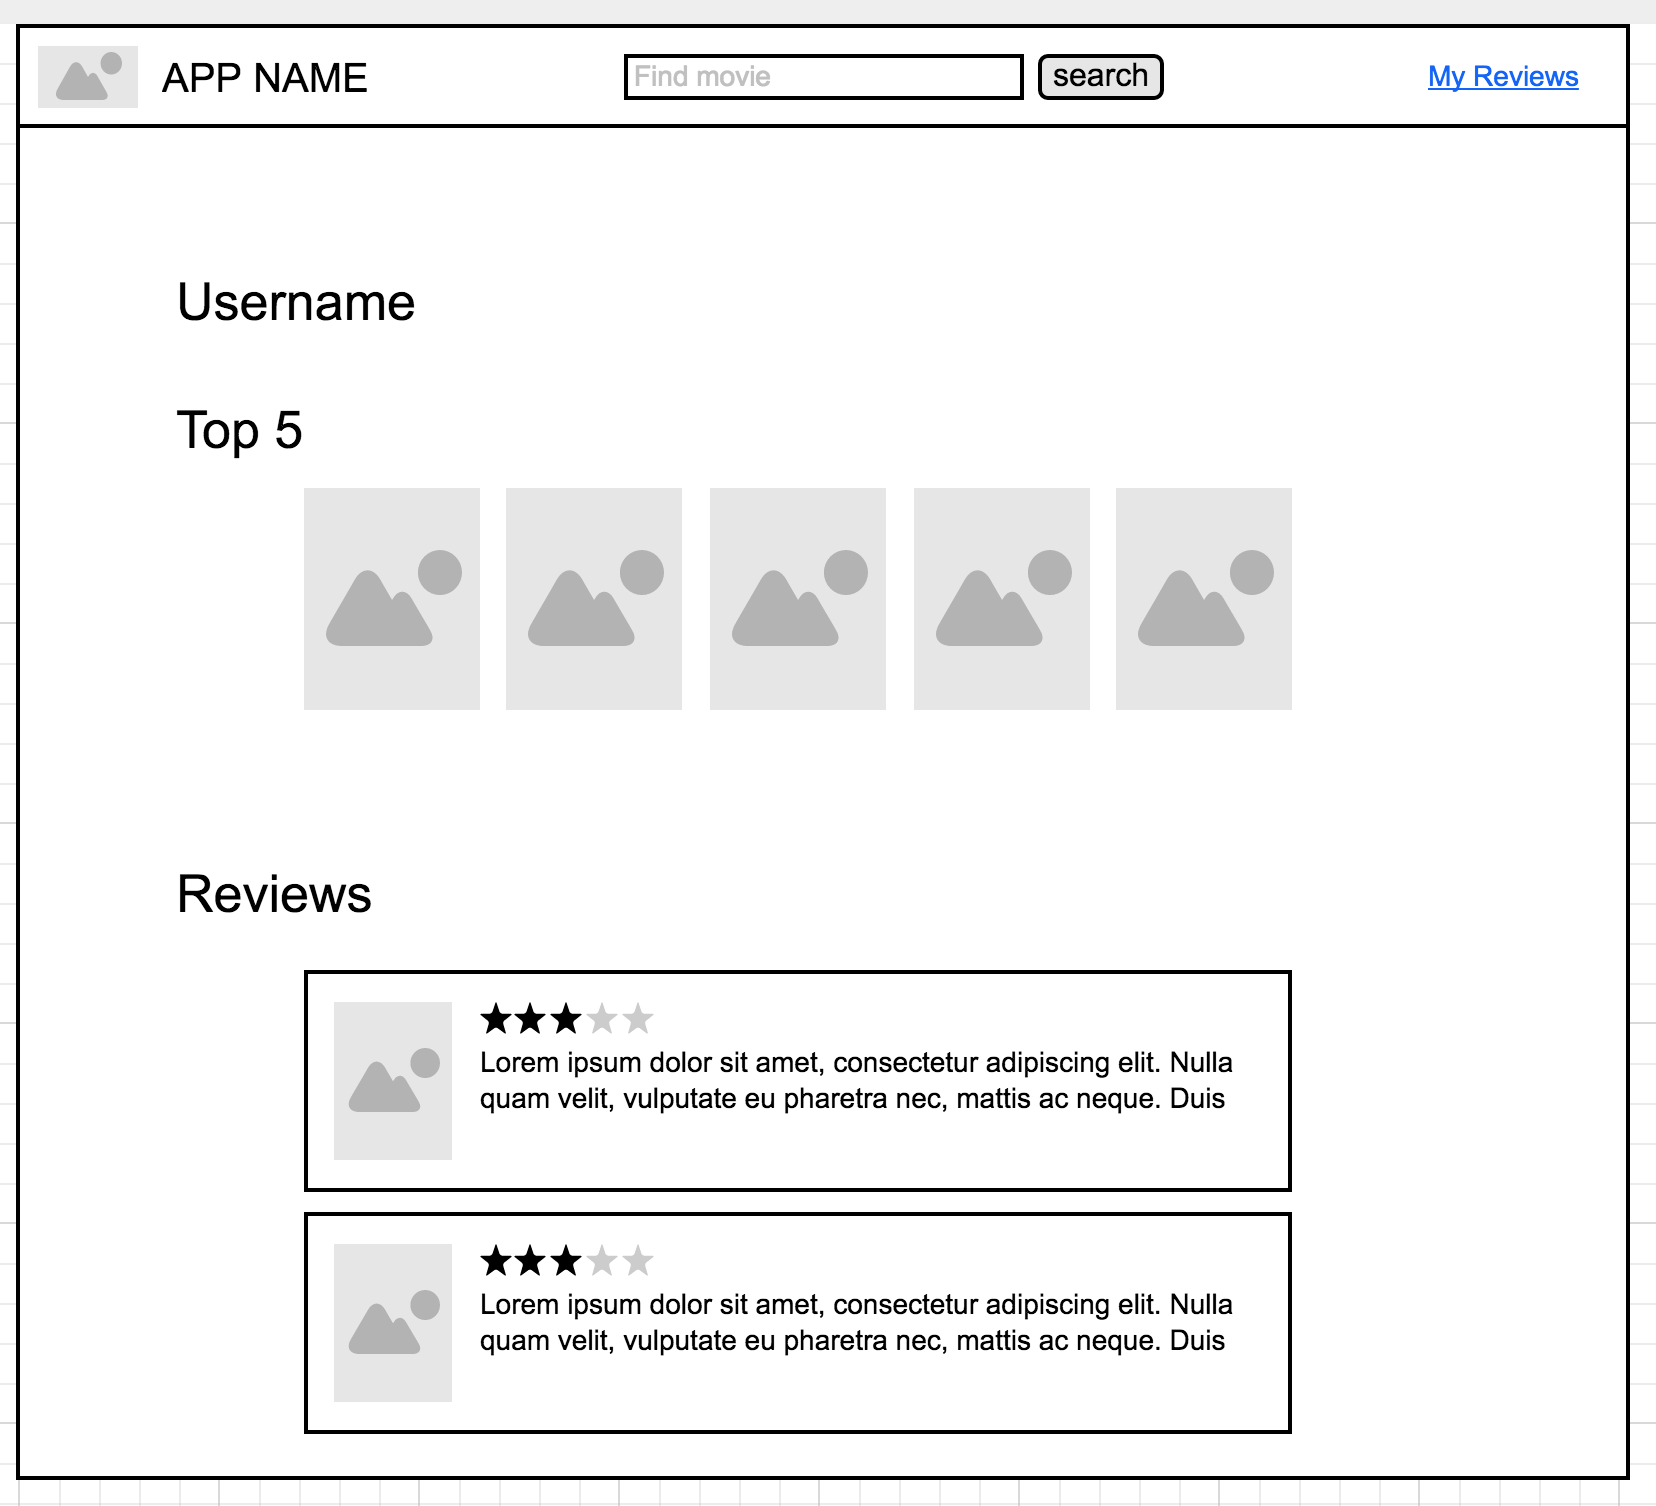 APP NAME
Find movie
search
My Reviews
Username
Top 5
Reviews
Lorem ipsum dolor sit amet, consectetur adipiscing elit. Nulla
quam velit, vulputate eu pharetra nec, mattis ac neque. Duis
Lorem ipsum dolor sit amet, consectetur adipiscing elit. Nulla
quam velit, vulputate eu pharetra nec, mattis ac neque. Duis